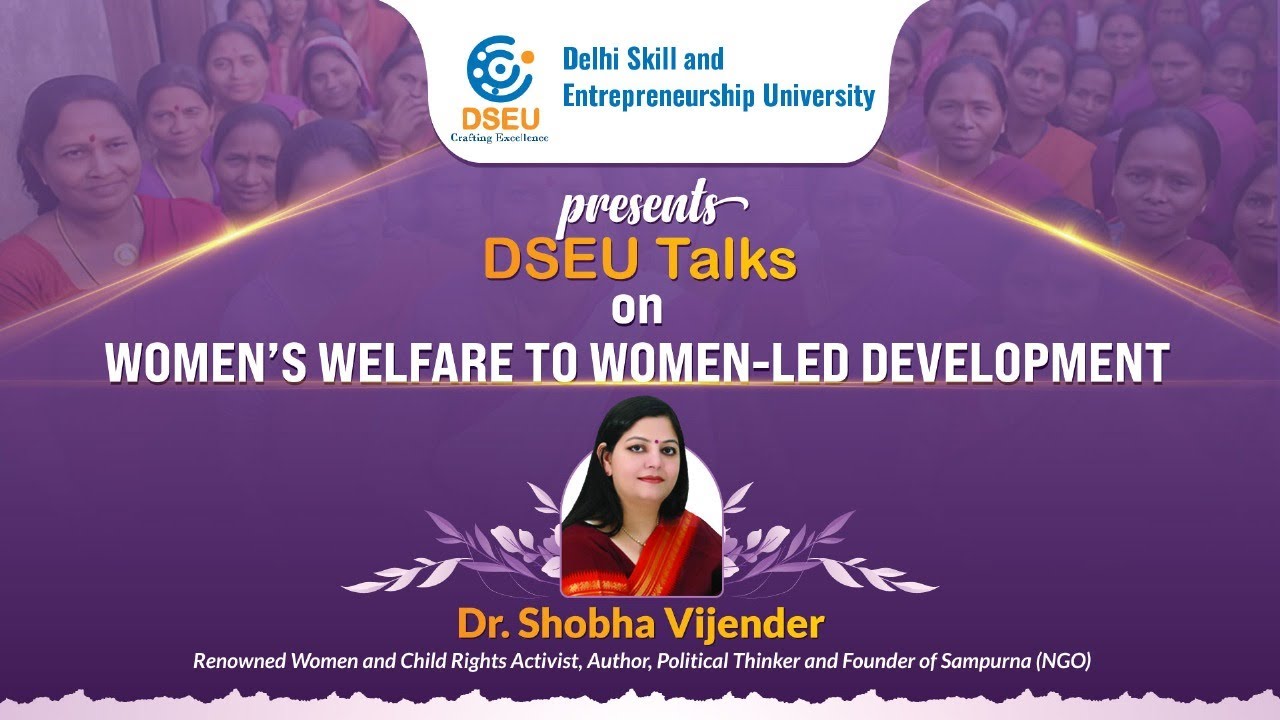 DSEU
Crafting Excellence
Delhi Skill and
Entrepreneurship University
presents
DSEU Talks
on
WOMEN'S WELFARE TO WOMEN-LED DEVELOPMENT
Dr. Shobha Vijender
Renowned Women and Child Rights Activist, Author, Political Thinker and Founder of Sampurna (NGO)